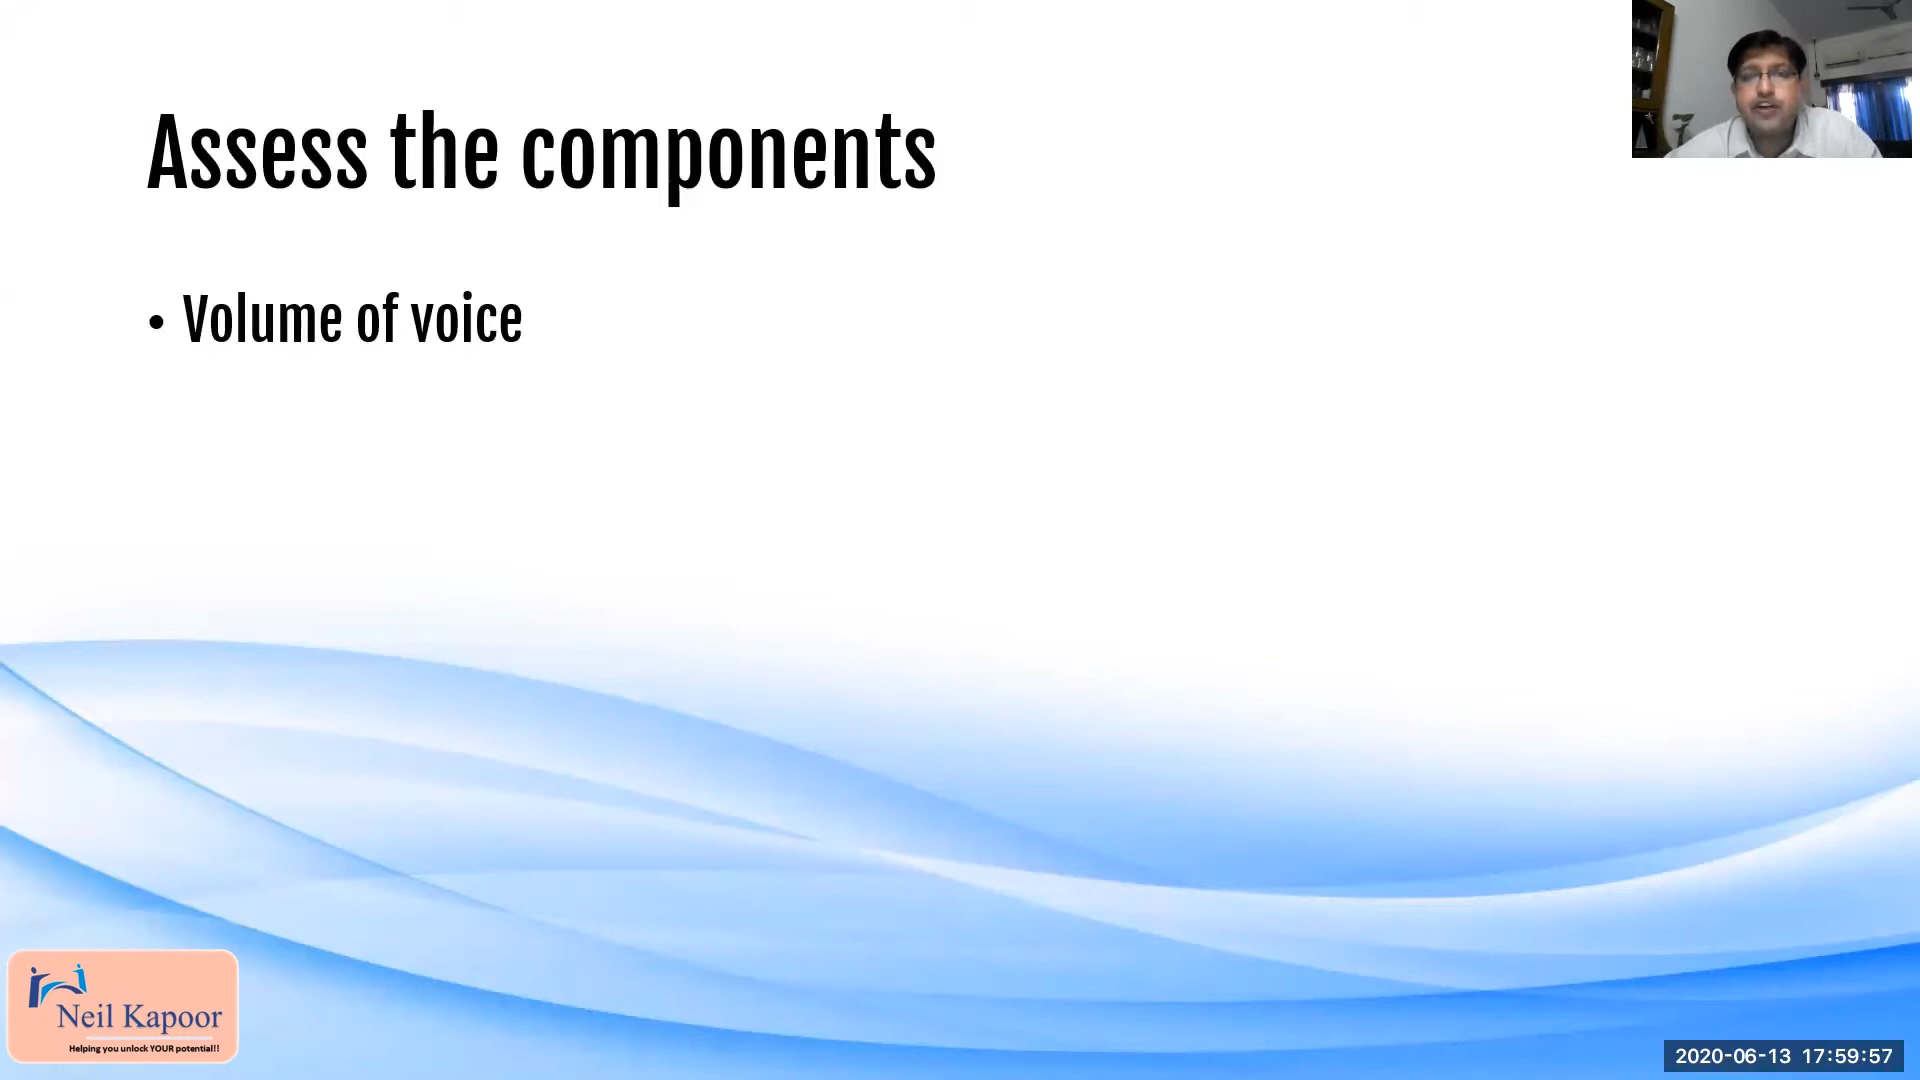 Assess the components
• Volume of voice
Neil Kapoor
Helping you unlock YOUR potential!!
2020-06-13 17:59:57